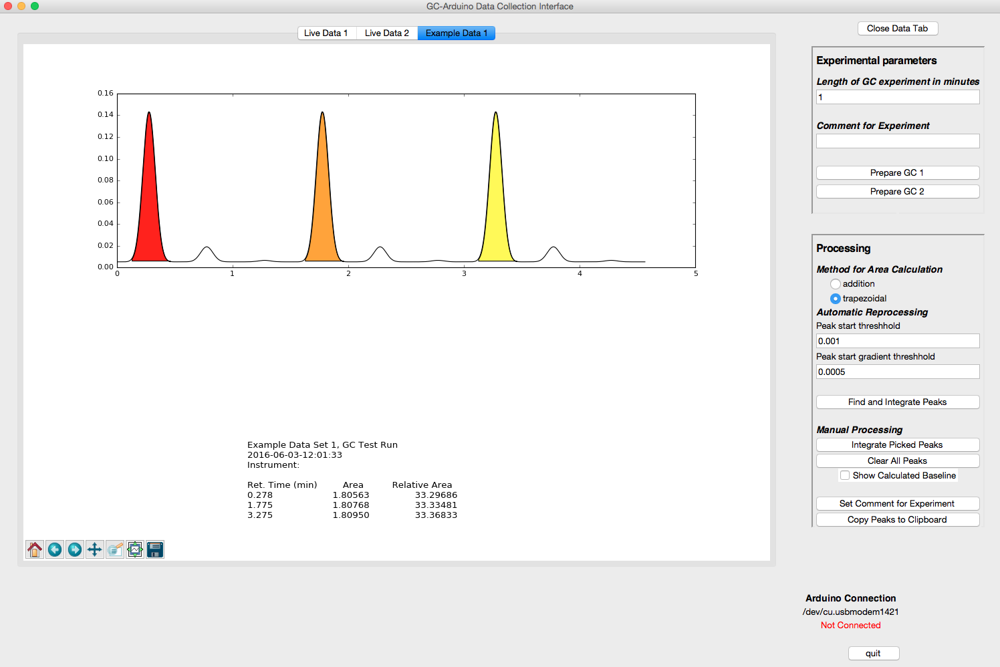 GC-Arduino Data Collection Interface
Live Data 1 Live Data 2 Example Data 1
Close Data Tab
0.16
0.14
0.12
0.10
0.08
0.06
0.04
0.02
0.00
0 1 2 3 4 5
Example Data Set 1, GC Test Run
2016-06-03-12:01:33
Instrument:
Ret. Time (min) Area Relative Area
0.278 1.80563 33.29686
1.775 1.80768 33.33481
3.275 1.80950 33.36833
Experimental parameters
Length of GC experiment in minutes
1
Comment for Experiment
Prepare GC 1
Prepare GC 2
Processing
Method for Area Calculation
addition
trapezoidal
Automatic Reprocessing
Peak start threshhold
0.001
Peak start gradient threshhold
0.0005
Find and Integrate Peaks
Manual Processing
Integrate Picked Peaks
Clear All Peaks
Show Calculated Baseline
Set Comment for Experiment
Copy Peaks to Clipboard
Arduino Connection
/dev/cu.usbmodem1421
Not Connected
quit